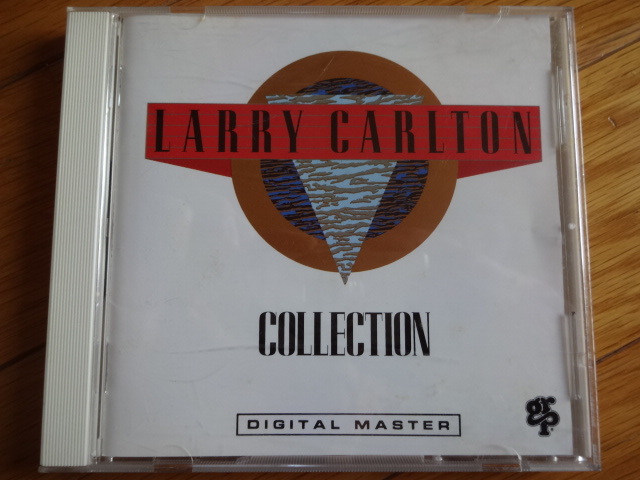 LARRY CARLTON
COLLECTION
DIGITAL MASTER
grp